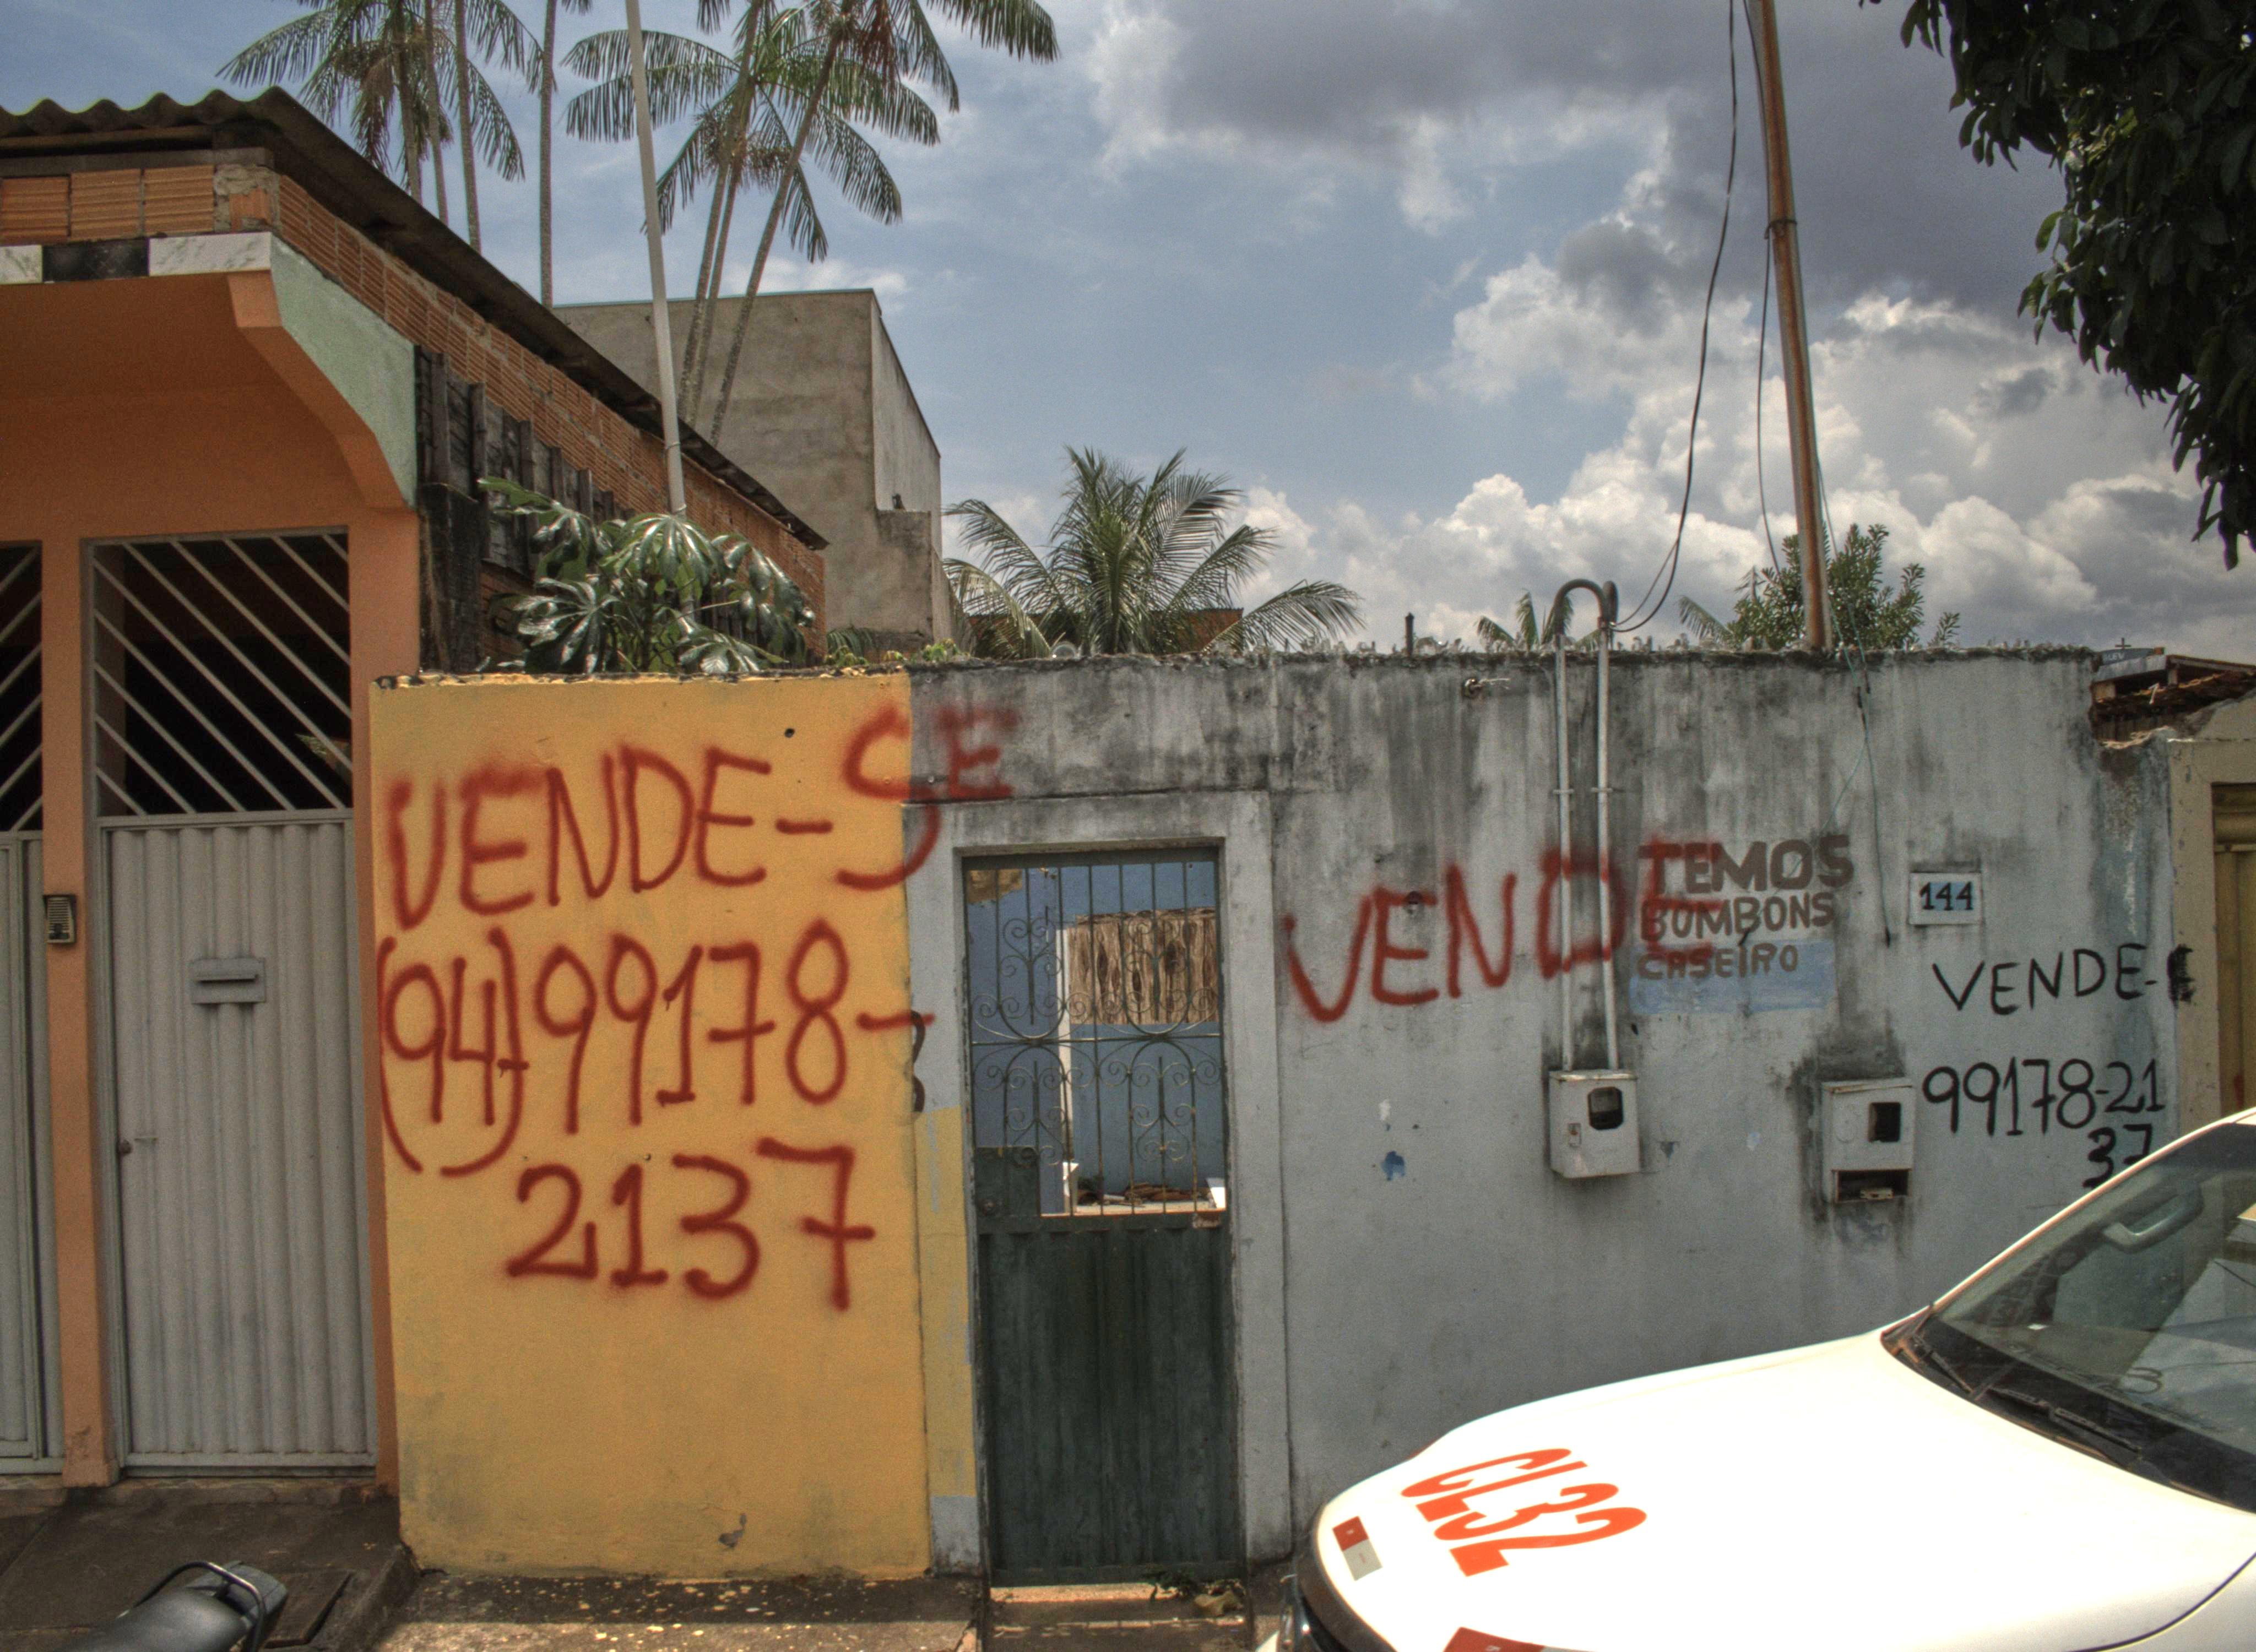 VENDE-SE
(94) 99178-
2137
VENDE
TEMOS
BOMBONS
CASEIRO
144
VENDE-
99178-21
37
CL32